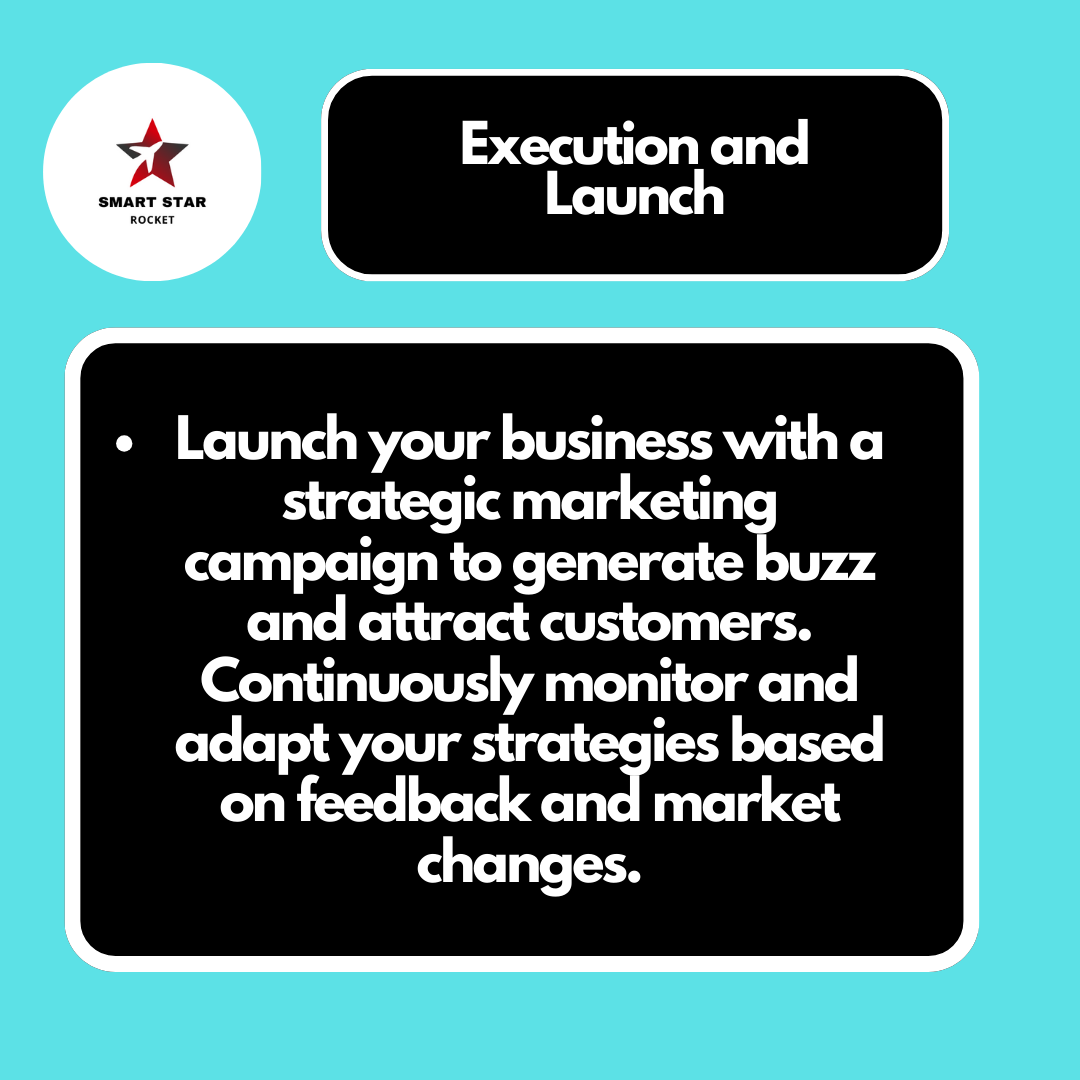 SMART STAR
ROCKET
Execution and
Launch
• Launch your business with a
strategic marketing
campaign to generate buzz
and attract customers.
Continuously monitor and
adapt your strategies based
on feedback and market
changes.